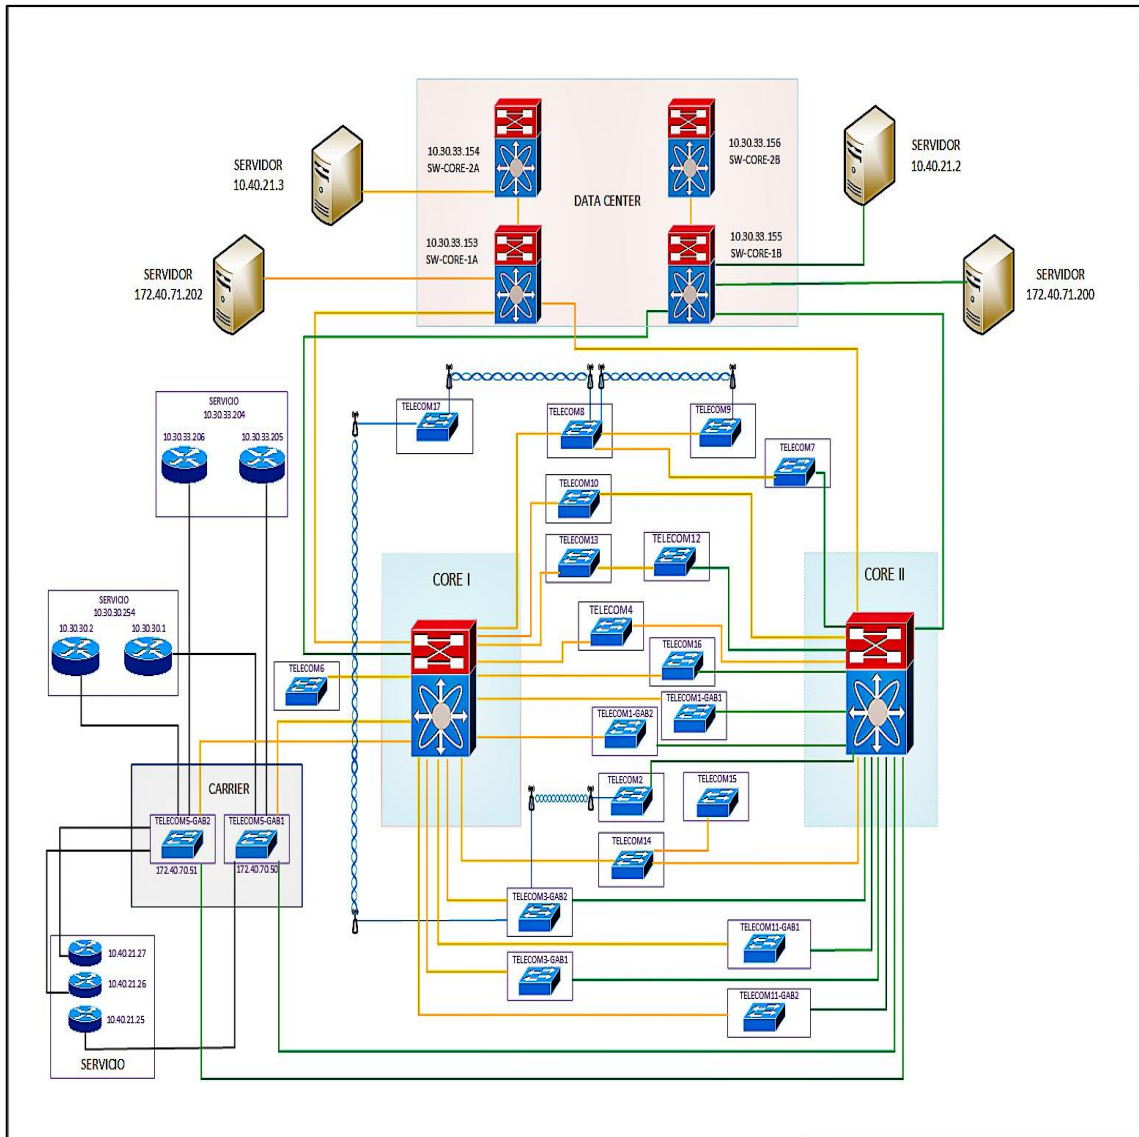 10.30.33.154
SW-CORE-2A
10.30.33.156
SW-CORE-2B
SERVIDOR
10.40.21.3
SERVIDOR
10.40.21.2
DATA CENTER
10.30.33.153
SW-CORE-1A
10.30.33.155
SW-CORE-1B
SERVIDOR
172.40.71.202
SERVIDOR
172.40.71.200
SERVICIO
10.30.33.204
10.30.33.206
10.30.33.205
TELECOM17
TELECOM8
TELECOM9
TELECOM7
TELECOM10
TELECOM13
TELECOM12
CORE I
CORE II
SERVICIO
10.30.30.254
10.30.30.2
10.30.30.1
TELECOM4
TELECOM16
TELECOM6
TELECOM1-GAB1
TELECOM1-GAB2
CARRIER
TELECOM5-GAB2
TELECOM5-GAB1
172.40.70.51
172.40.70.50
TELECOM2
TELECOM15
TELECOM14
TELECOM3-GAB2
TELECOM11-GAB1
TELECOM3-GAB1
TELECOM11-GAB2
10.40.21.27
10.40.21.26
10.40.21.25
SERVICIO